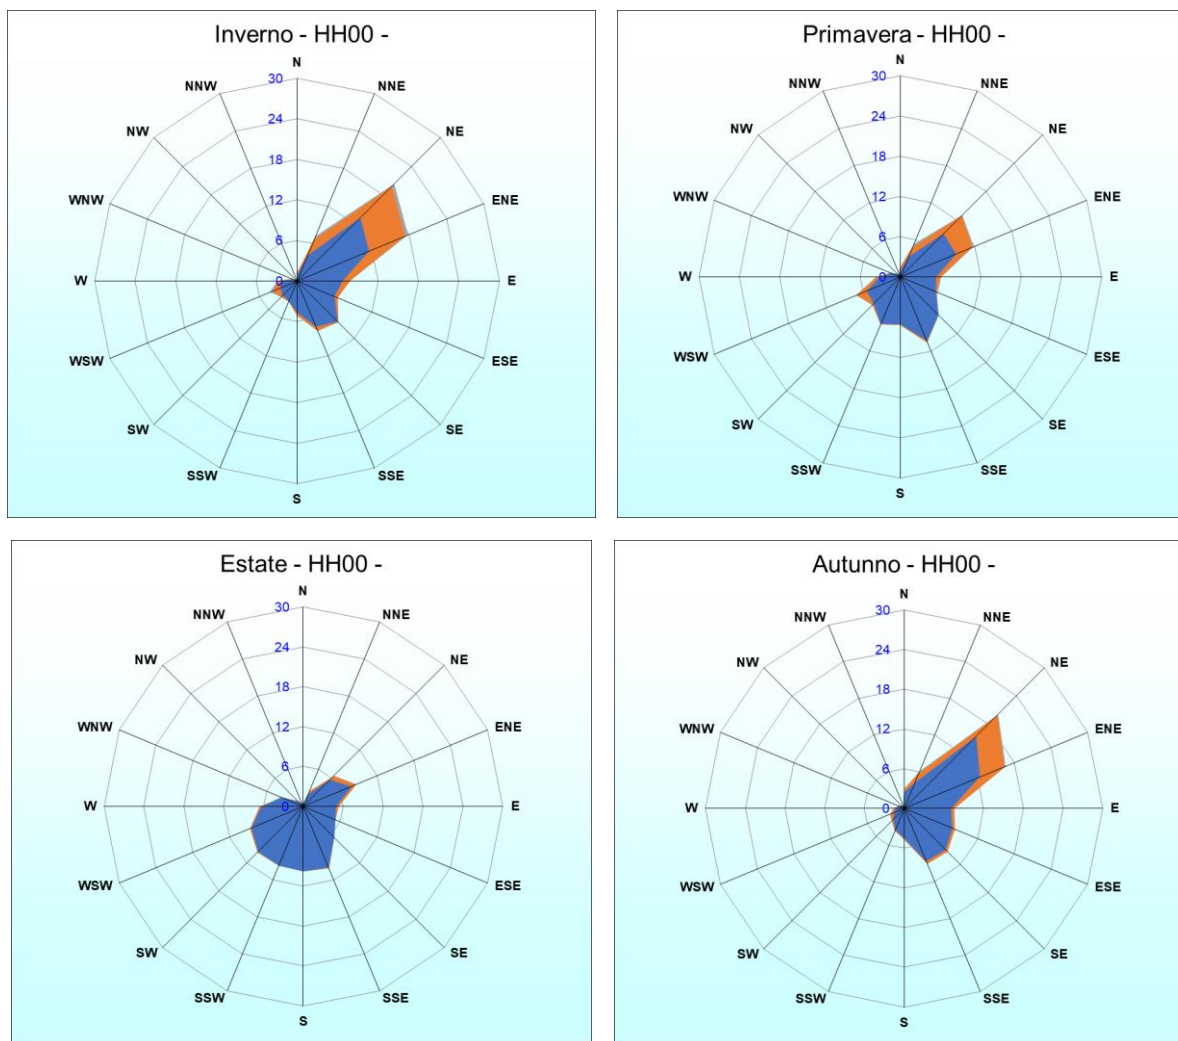 Inverno - HH00 -
N
NNE
NE
ENE
E
ESE
SE
SSE
S
SSW
SW
WSW
W
WNW
NW
NNW
30
24
18
12
6
0
Primavera - HH00 -
N
NNE
NE
ENE
E
ESE
SE
SSE
S
SSW
SW
WSW
W
WNW
NW
NNW
30
24
18
12
6
0
Estate - HH00 -
N
NNE
NE
ENE
E
ESE
SE
SSE
S
SSW
SW
WSW
W
WNW
NW
NNW
30
24
18
12
6
0
Autunno - HH00 -
N
NNE
NE
ENE
E
ESE
SE
SSE
S
SSW
SW
WSW
W
WNW
NW
NNW
30
24
18
12
6
0